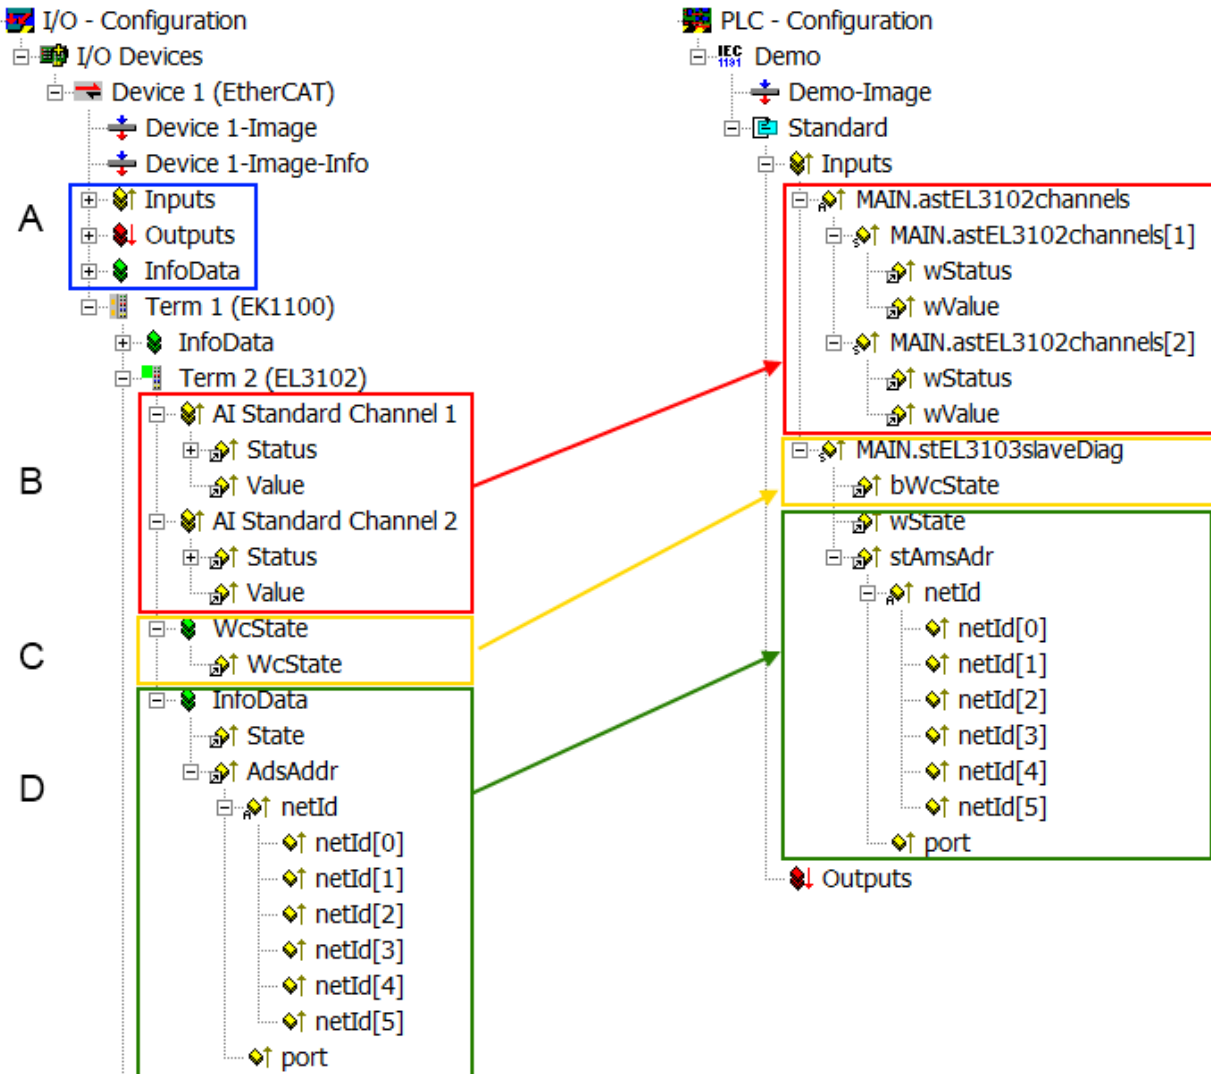 I/O - Configuration
I/O Devices
Device 1 (EtherCAT)
Device 1-Image
Device 1-Image-Info
A
Inputs
Outputs
InfoData
Term 1 (EK1100)
InfoData
Term 2 (EL3102)
B
AI Standard Channel 1
Status
Value
AI Standard Channel 2
Status
Value
C
WcState
WcState
D
InfoData
State
AdsAddr
netId
netId[0]
netId[1]
netId[2]
netId[3]
netId[4]
netId[5]
port
PLC - Configuration
IEC
1131
Demo
Demo-Image
Standard
Inputs
MAIN.astEL3102channels
MAIN.astEL3102channels[1]
wStatus
wValue
MAIN.astEL3102channels[2]
wStatus
wValue
MAIN.stEL3103slaveDiag
bWcState
wState
stAmsAdr
netId
netId[0]
netId[1]
netId[2]
netId[3]
netId[4]
netId[5]
port
Outputs